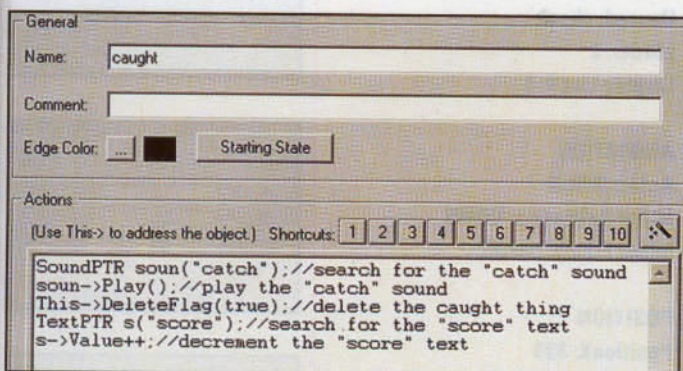 General
Name: caught
Comment:
Edge Color: ... Starting State
Actions
(Use This-> to address the object.) Shortcuts: 1 2 3 4 5 6 7 8 9 10
SoundPTR soun("catch");//search for the "catch" sound
soun->Play();//play the "catch" sound
This->DeleteFlag(true);//delete the caught thing
TextPTR s("score");//search for the "score" text
s->Value++;//decrement the "score" text